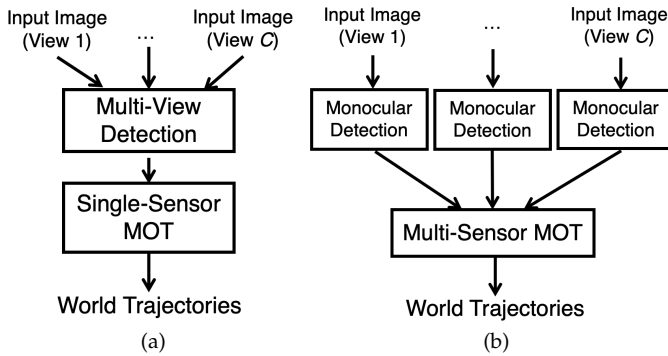 Input Image
(View 1)
...
Input Image
(View C)
Multi-View
Detection
Single-Sensor
MOT
World Trajectories
(a)
Input Image
(View 1)
...
Input Image
(View C)
Monocular
Detection
Monocular
Detection
Monocular
Detection
Multi-Sensor MOT
World Trajectories
(b)